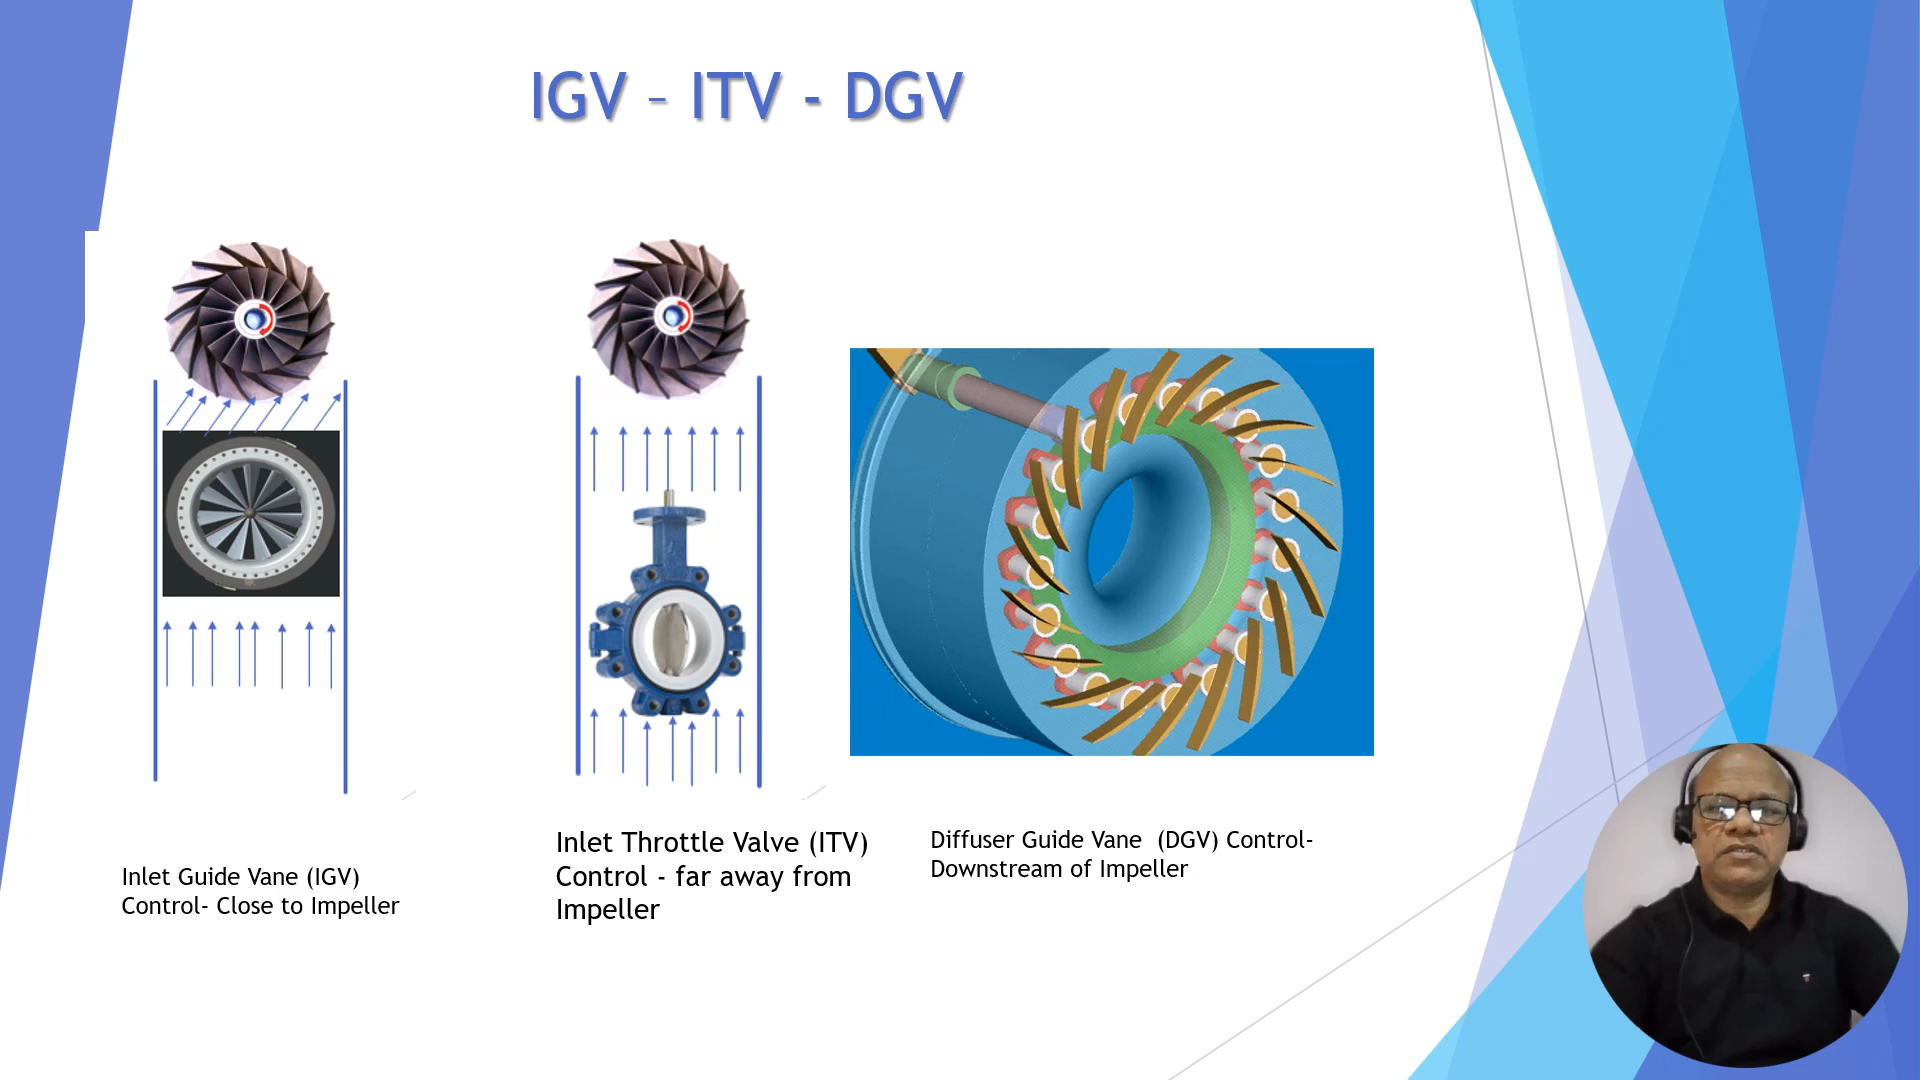 IGV – ITV - DGV
Inlet Guide Vane (IGV)
Control- Close to Impeller
Inlet Throttle Valve (ITV)
Control - far away from
Impeller
Diffuser Guide Vane (DGV) Control-
Downstream of Impeller